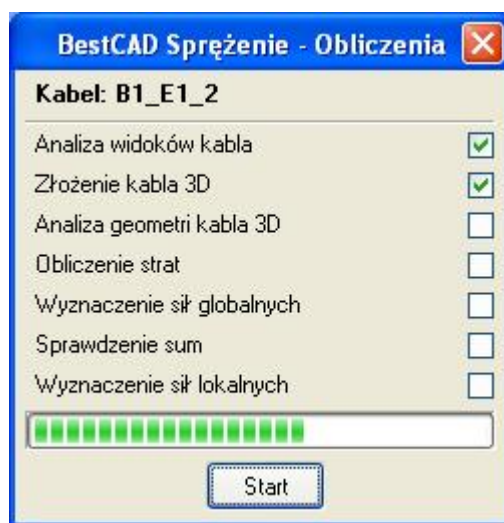 BestCAD Sprężenie - Obliczenia
Kabel: B1_E1_2
Analiza widoków kabla
Złożenie kabla 3D
Analiza geometri kabla 3D
Obliczenie strat
Wyznaczenie sił globalnych
Sprawdzenie sum
Wyznaczenie sił lokalnych
Start